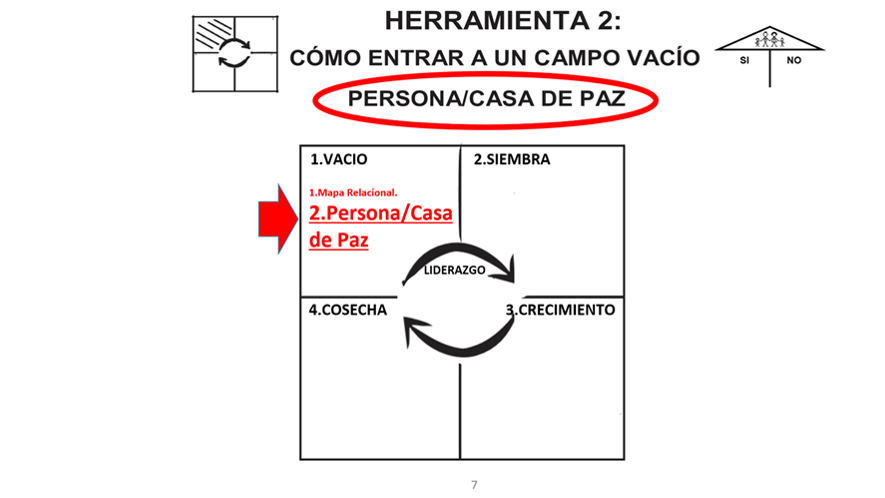 HERRAMIENTA 2:
CÓMO ENTRAR A UN CAMPO VACÍO
SI NO
PERSONA/CASA DE PAZ
1.VACIO
2.SIEMBRA
1.Mapa Relacional.
2.Persona/Casa
de Paz
LIDERAZGO
4.COSECHA
3.CRECIMIENTO
7